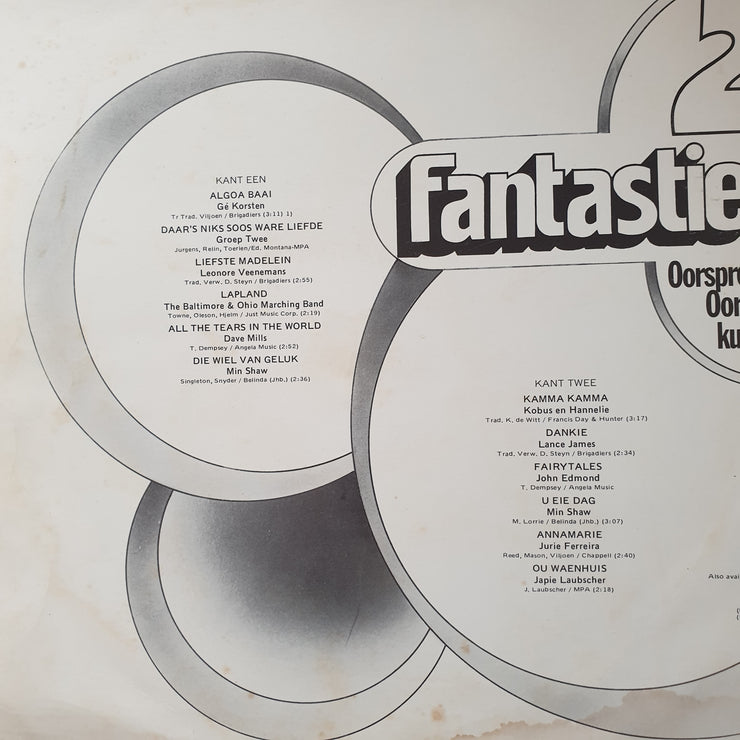 2
Fantastie
Oorspro
Oor
ku
KANT EEN
ALGOA BAAI
Gé Korsten
Tr Trad. Viljoen / Brigadiers (3:11) 1)
DAAR'S NIKS SOOS WARE LIEFDE
Groep Twee
Jurgens, Relin, Toerien/Ed. Montana-MPA
LIEFSTE MADELEIN
Leonore Veenemans
Trad, Verw. D. Steyn / Brigadiers (2:55)
LAPLAND
The Baltimore & Ohio Marching Band
Towne, Oleson, Hjelm / Just Music Corp. (2:19)
ALL THE TEARS IN THE WORLD
Dave Mills
T. Dempsey / Angela Music (2:52)
DIE WIEL VAN GELUK
Min Shaw
Singleton, Snyder / Belinda (Jhb.) (2:36)
KANT TWEE
KAMMA KAMMA
Kobus en Hannelie
Trad, K. de Witt / Francis Day & Hunter (3:17)
DANKIE
Lance James
Trad, Verw. D. Steyn / Brigadiers (2:34)
FAIRYTALES
John Edmond
T. Dempsey / Angela Music
U EIE DAG
Min Shaw
M. Lorrie / Belinda (Jhb.) (3:07)
ANNAMARIE
Jurie Ferreira
Reed, Mason, Viljoen / Chappell (2:40)
OU WAENHUIS
Japie Laubscher
J. Laubscher / MPA (2:18)
Also avai